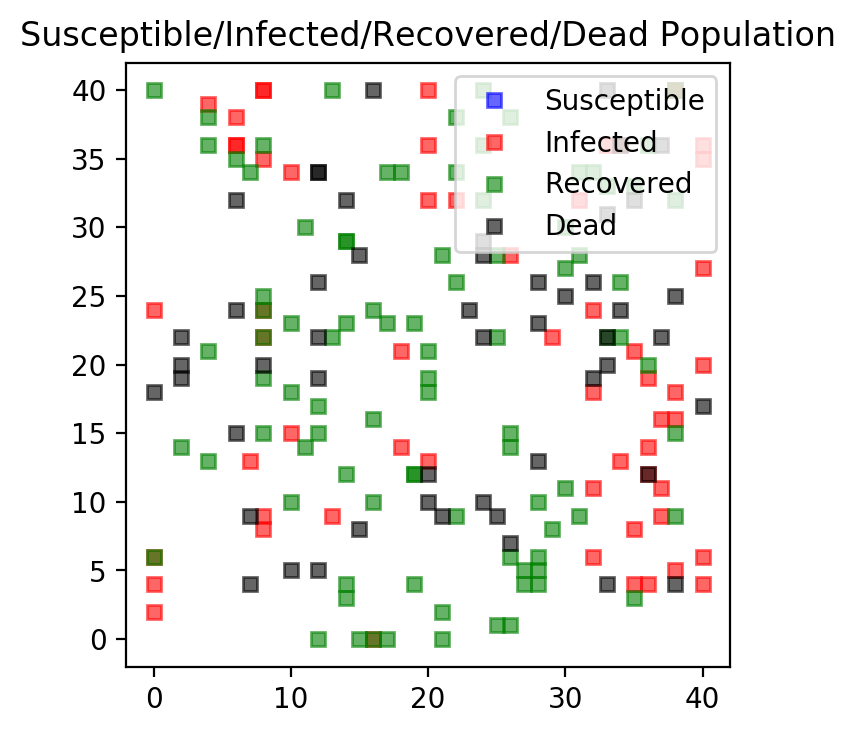 Susceptible/Infected/Recovered/Dead Population
40
35
30
25
20
15
10
5
0
Susceptible
Infected
Recovered
Dead
0 10 20 30 40